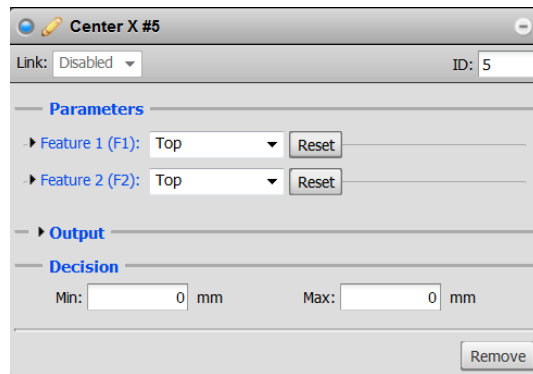 Center X #5
Link: Disabled ID: 5
Parameters
Feature 1 (F1): Top Reset
Feature 2 (F2): Top Reset
Output
Decision
Min: 0 mm Max: 0 mm
Remove